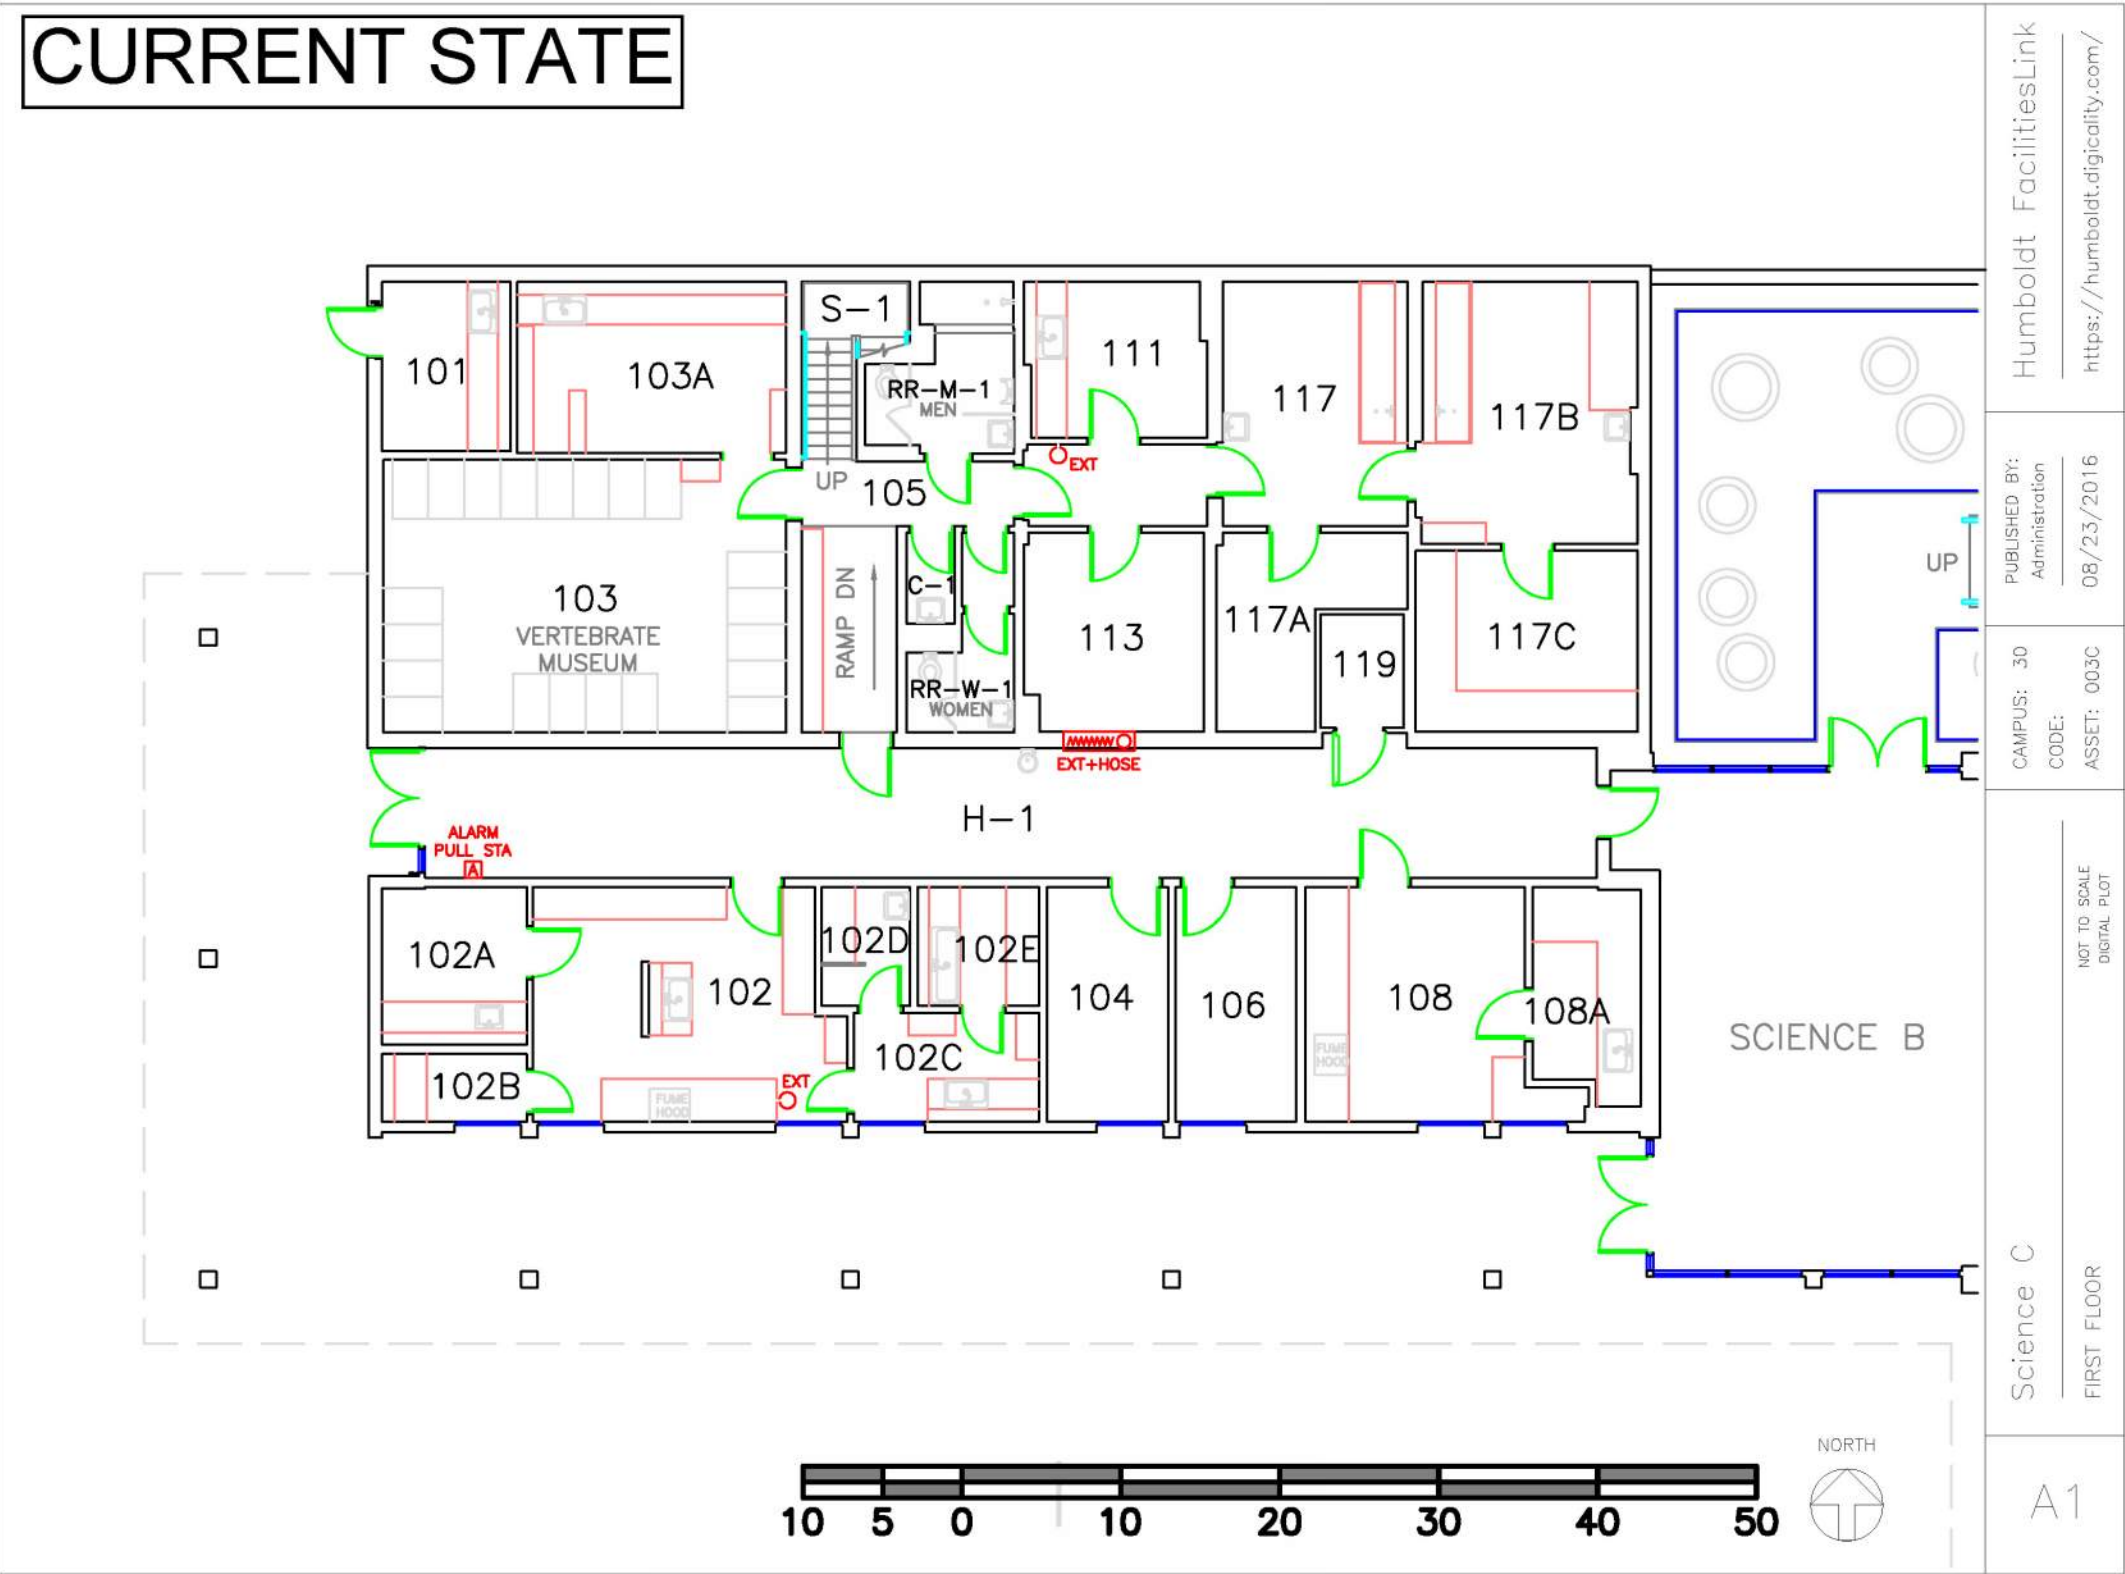 CURRENT STATE
101
103A
S-1
RR-M-1
MEN
111
117
117B
EXT
UP
105
103
VERTEBRATE
MUSEUM
RAMP DN
C-1
RR-W-1
WOMEN
113
117A
119
117C
UP
EXT+HOSE
H-1
ALARM
PULL STA
A
102A
102
102D
102E
104
106
108
108A
102B
102C
FUME
HOOD
EXT
FUME
HOOD
SCIENCE B
10 5 0 10 20 30 40 50
NORTH
Humboldt FacilitiesLink
https://humboldt.digicality.com/
PUBLISHED BY:
Administration
08/23/2016
CAMPUS: 30
CODE:
ASSET: 003C
NOT TO SCALE
DIGITAL PLOT
Science C
FIRST FLOOR
A1